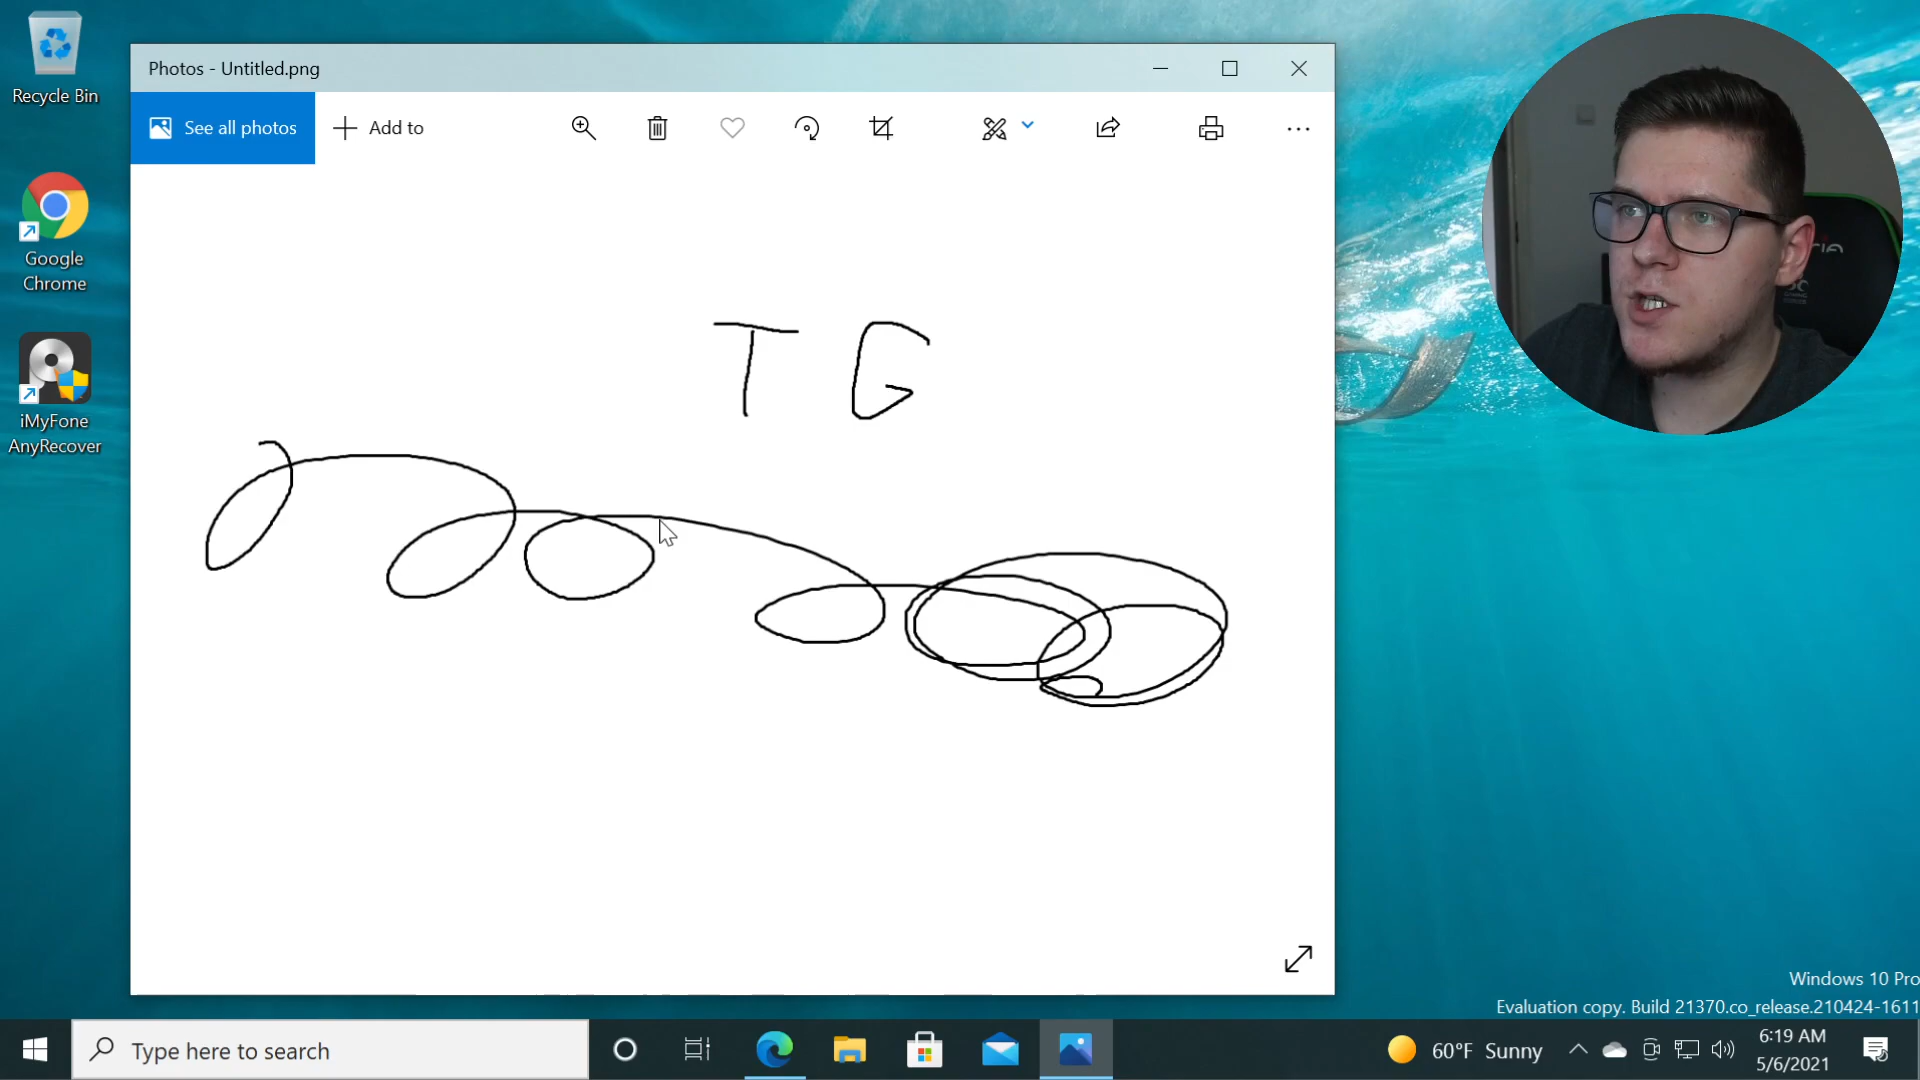 Recycle Bin
Photos - Untitled.png
See all photos
Add to
Google
Chrome
iMyFone
AnyRecover
T G
Windows 10 Pro
Evaluation copy. Build 21370.co_release.210424-1611
Type here to search
60°F Sunny
6:19 AM
5/6/2021